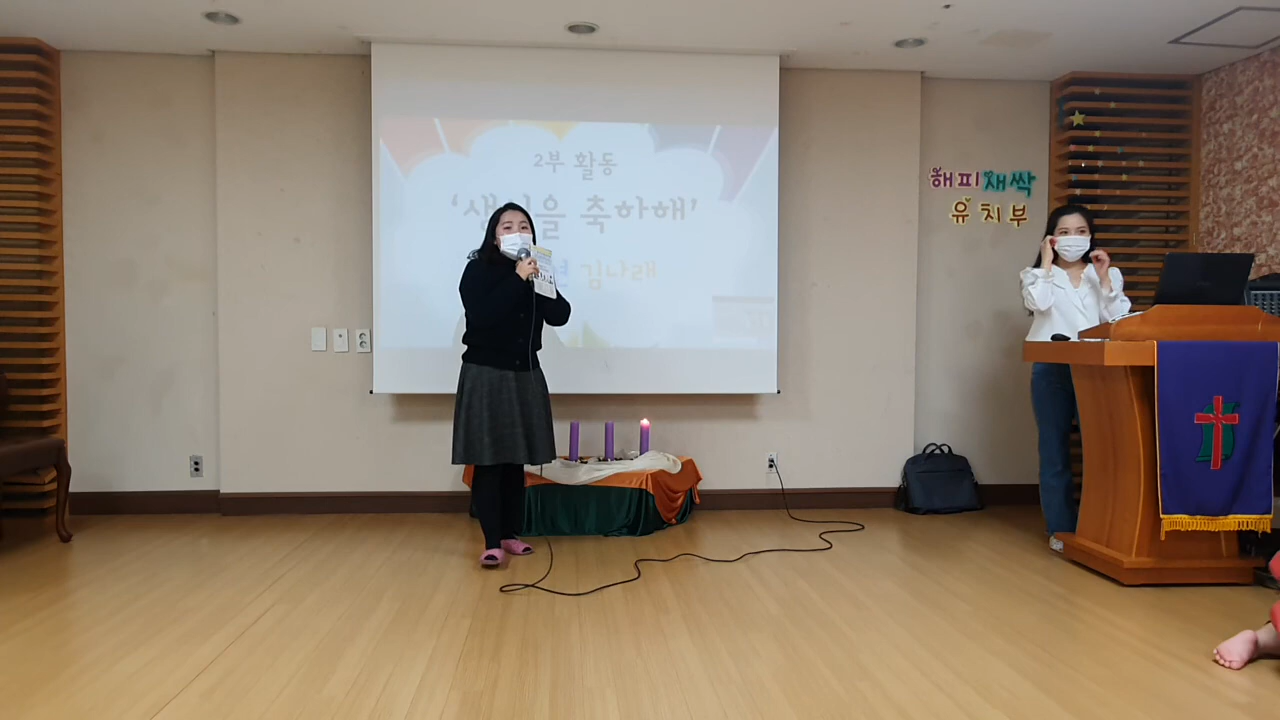 2부 활동
축하해'
김나래
해피새싹
유치부